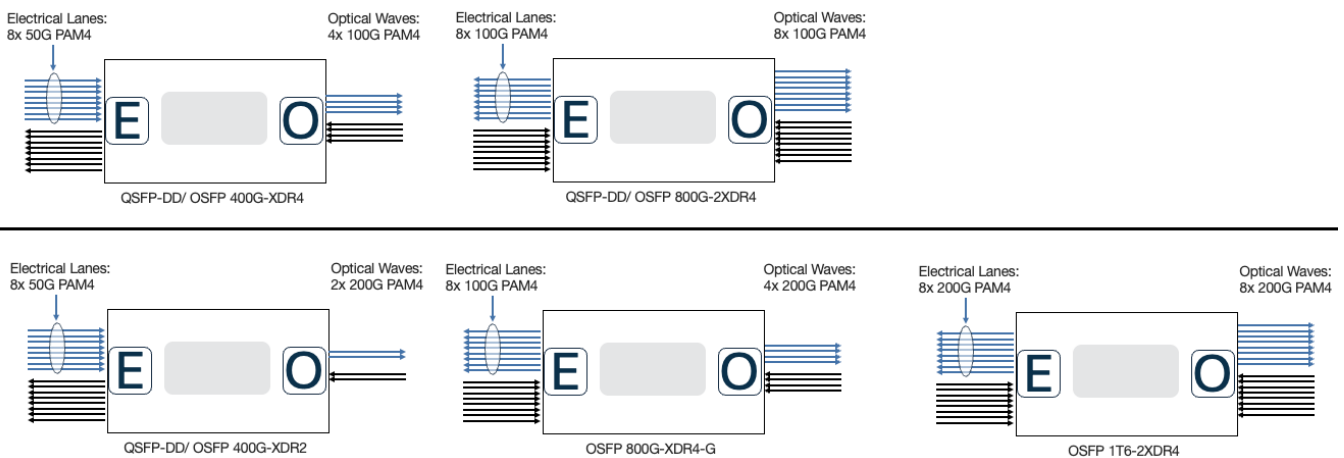 Electrical Lanes:
8x 50G PAM4
Optical Waves:
4x 100G PAM4
E
O
QSFP-DD/ OSFP 400G-XDR4
Electrical Lanes:
8x 100G PAM4
Optical Waves:
8x 100G PAM4
E
O
QSFP-DD/ OSFP 800G-2XDR4
Electrical Lanes:
8x 50G PAM4
Optical Waves:
2x 200G PAM4
E
O
QSFP-DD/ OSFP 400G-XDR2
Electrical Lanes:
8x 100G PAM4
Optical Waves:
4x 200G PAM4
E
O
OSFP 800G-XDR4-G
Electrical Lanes:
8x 200G PAM4
Optical Waves:
8x 200G PAM4
E
O
OSFP 1T6-2XDR4